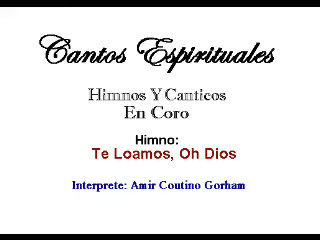 Cantos Espirituales
Himnos Y Canticos
En Coro
Himno:
Te Loamos, Oh Dios
Interprete: Amir Coutino Gorham